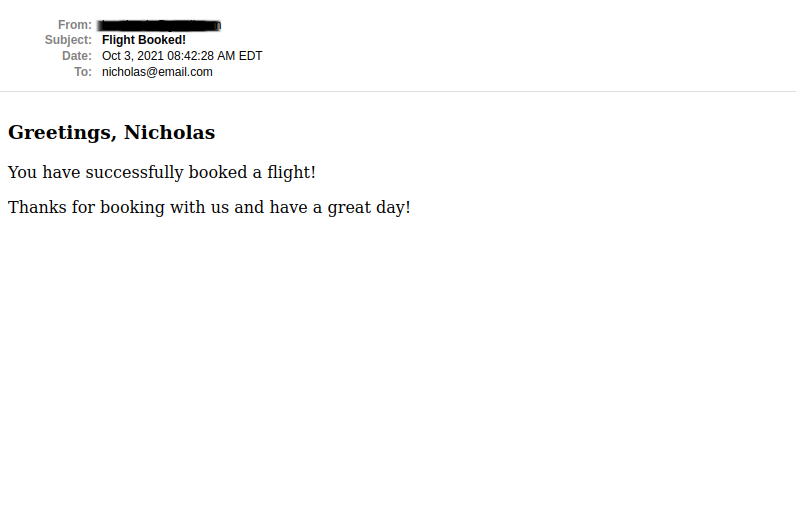 From:
Subject: Flight Booked!
Date: Oct 3, 2021 08:42:28 AM EDT
To: nicholas@email.com
Greetings, Nicholas
You have successfully booked a flight!
Thanks for booking with us and have a great day!